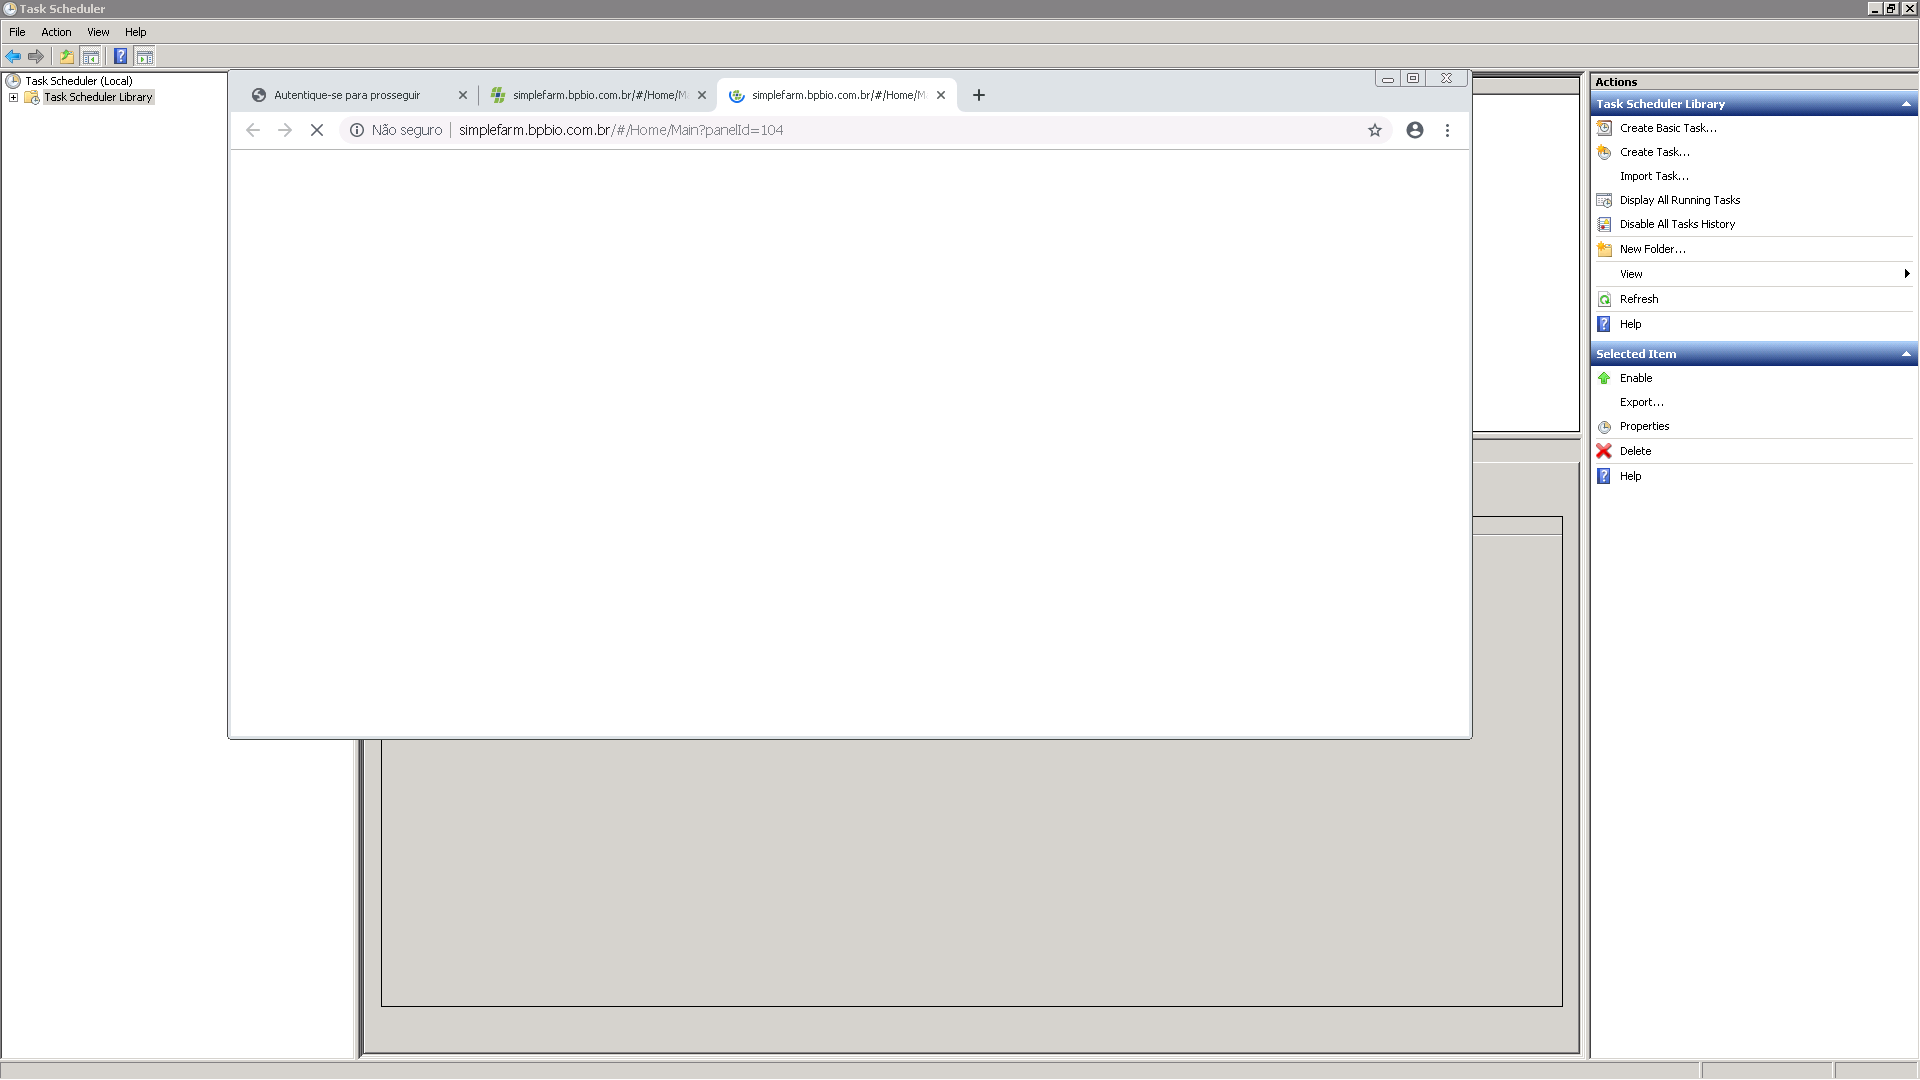 Task Scheduler
File Action View Help
Task Scheduler (Local)
Task Scheduler Library
Autentique-se para prosseguir
simplefarm.bpbio.com.br/#/Home/M
simplefarm.bpbio.com.br/#/Home/M
Não seguro simplefarm.bpbio.com.br/#/Home/Main?panelId=104
Actions
Task Scheduler Library
Create Basic Task...
Create Task...
Import Task...
Display All Running Tasks
Disable All Tasks History
New Folder...
View
Refresh
Help
Selected Item
Enable
Export...
Properties
Delete
Help